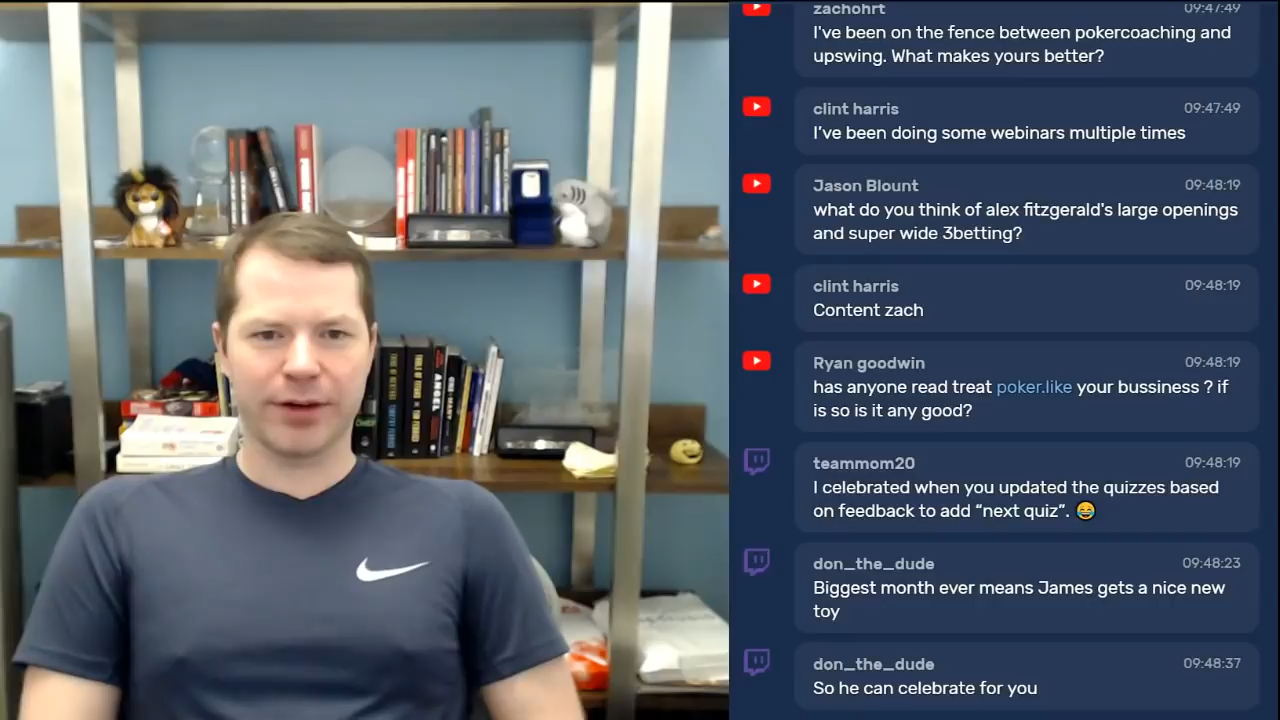 zachohrt 09:47:49
I've been on the fence between pokercoaching and
upswing. What makes yours better?
clint harris 09:47:49
I've been doing some webinars multiple times
Jason Blount 09:48:19
what do you think of alex fitzgerald's large openings
and super wide 3betting?
clint harris 09:48:19
Content zach
Ryan goodwin 09:48:19
has anyone read treat poker.like your bussiness ? if
is so is it any good?
teammom20 09:48:19
I celebrated when you updated the quizzes based
on feedback to add “next quiz”. 😂
don_the_dude 09:48:23
Biggest month ever means James gets a nice new
toy
don_the_dude 09:48:37
So he can celebrate for you
ANGEL